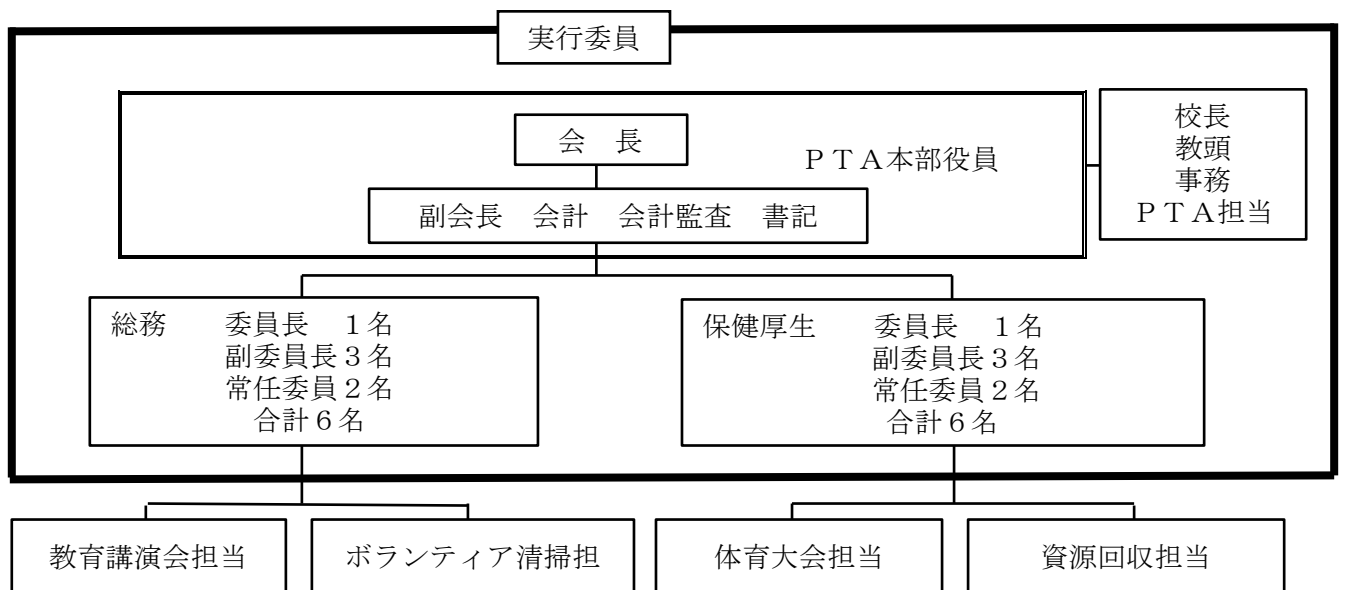 実行委員
会　長
ＰＴＡ本部役員
副会長　会計　会計監査　書記
校長
教頭
事務
ＰＴＡ担当
総務　　委員長　１名
副委員長３名
常任委員２名
合計６名
保健厚生　　委員長　１名
副委員長３名
常任委員２名
合計６名
教育講演会担当
ボランティア清掃担
体育大会担当
資源回収担当